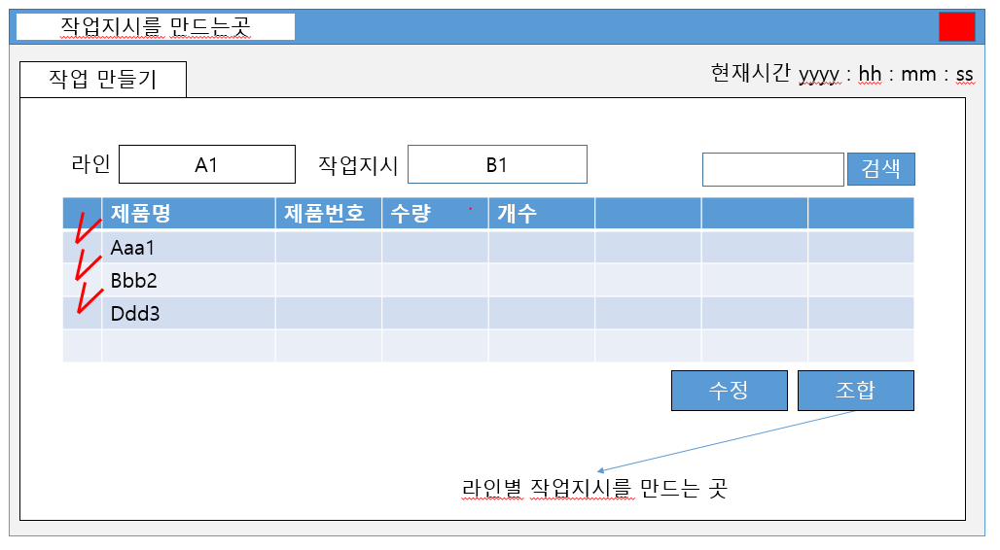 작업지시를 만드는곳
현재시간 yyyy : hh : mm : ss
작업 만들기
라인 A1 작업지시 B1 검색
제품명 제품번호 수량 개수
Aaa1
Bbb2
Ddd3
수정 조합
라인별 작업지시를 만드는 곳